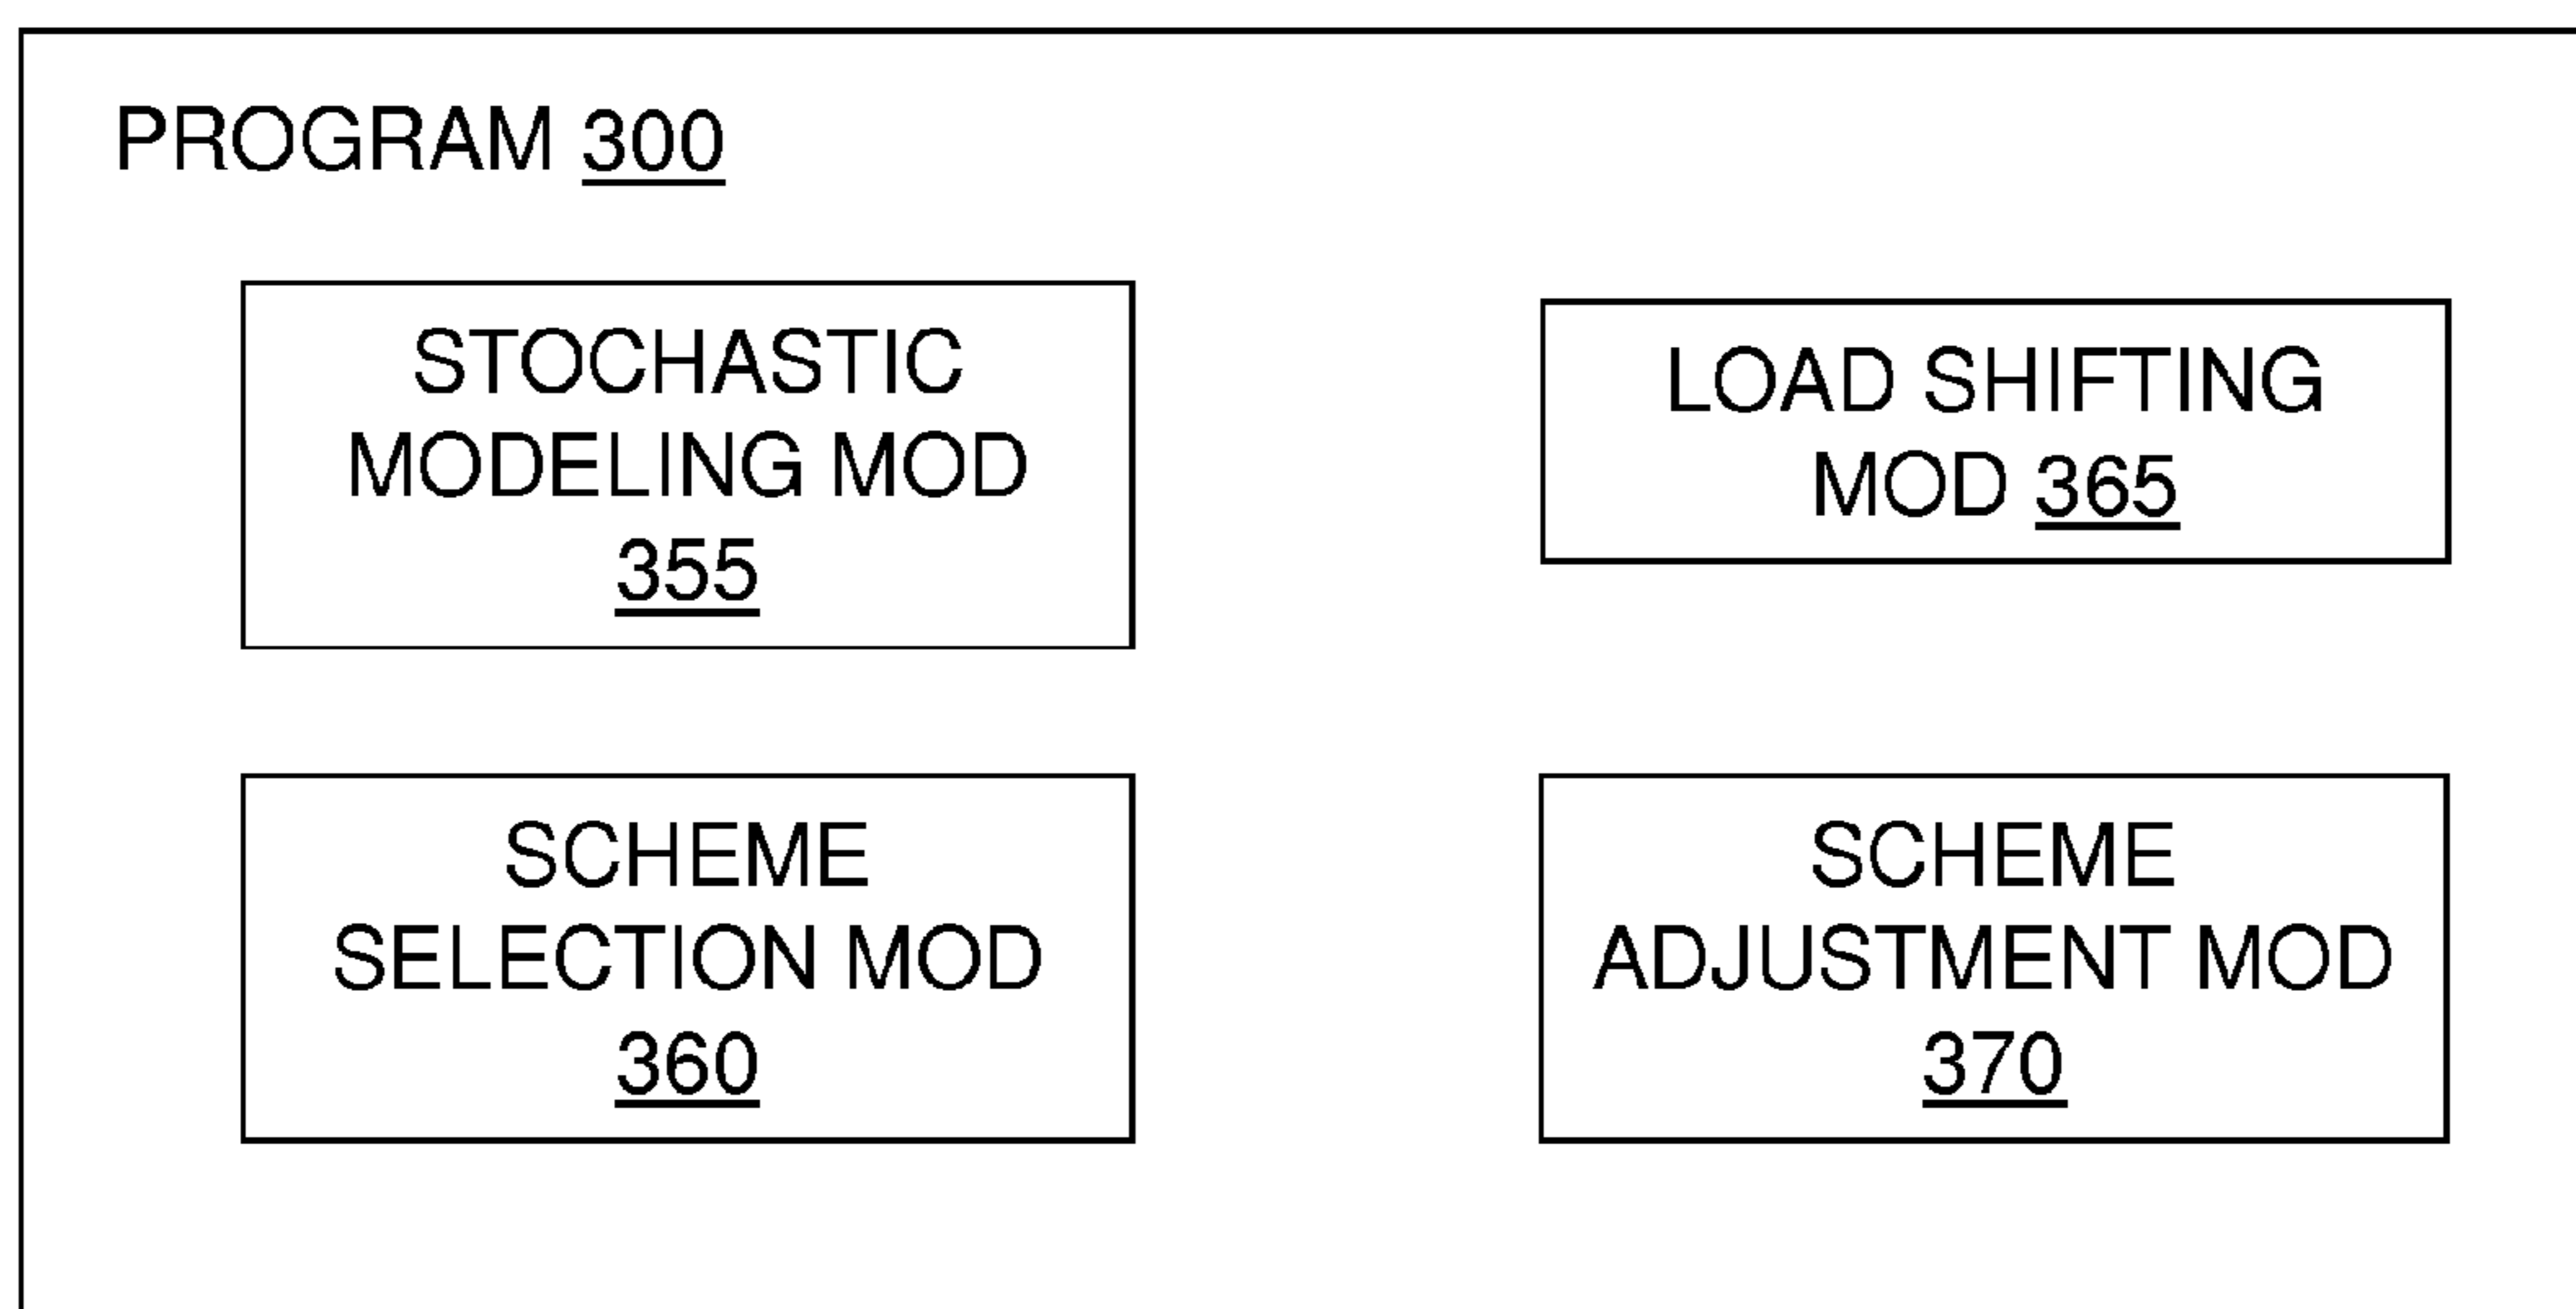 PROGRAM 300
STOCHASTIC
MODELING MOD
355
LOAD SHIFTING
MOD 365
SCHEME
SELECTION MOD
360
SCHEME
ADJUSTMENT MOD
370